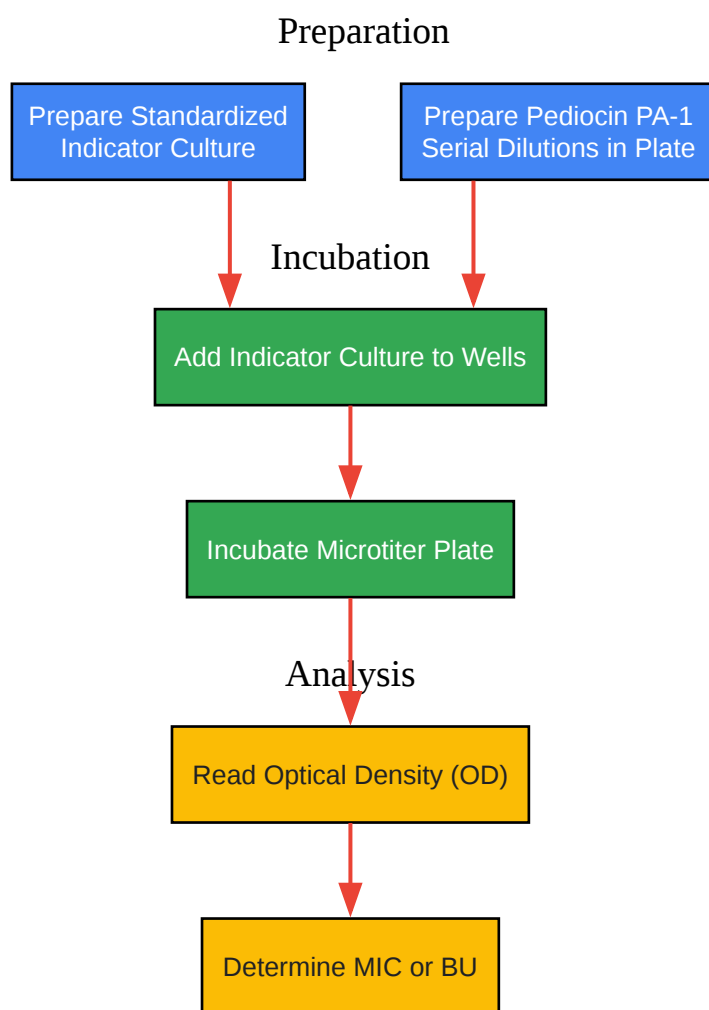 Preparation
Prepare Standardized
Indicator Culture
Prepare Pediocin PA-1
Serial Dilutions in Plate
Incubation
Add Indicator Culture to Wells
Incubate Microtiter Plate
Analysis
Read Optical Density (OD)
Determine MIC or BU